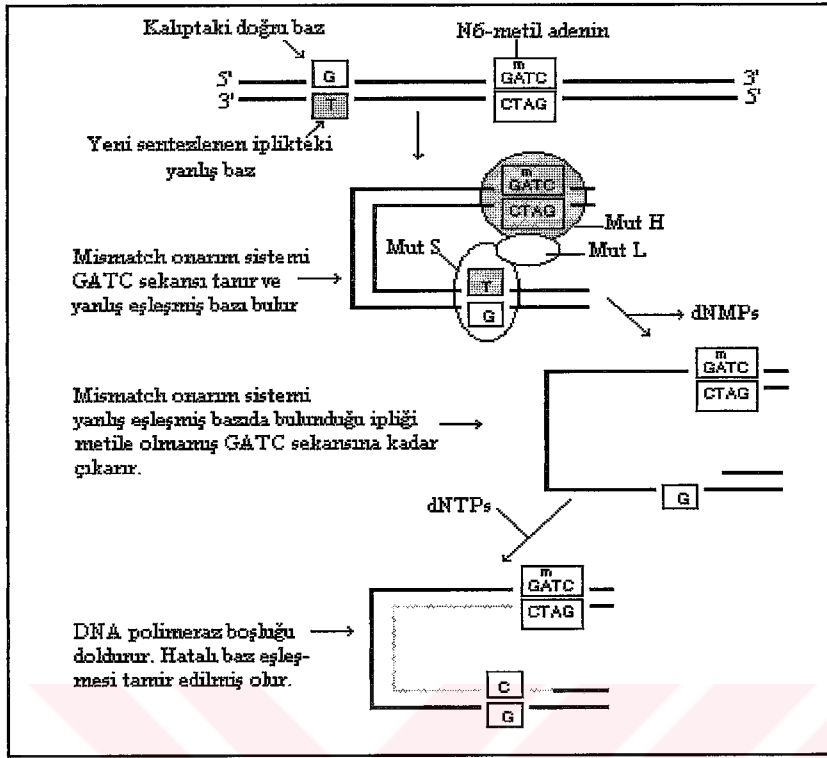 Kalıptaki doğru baz
N6-metil adenin
m
5' G GATC 3'
3' T CTAG 5'
Yeni sentezlenen iplikteki
yanlış baz
m
GATC
CTAG
Mut H
Mut L
Mut S
Mismatch onarım sistemi
GATC sekansı tanır ve
yanlış eşleşmiş bazı bulur
T
G
dNMPs
m
GATC
CTAG
Mismatch onarım sistemi
yanlış eşleşmiş bazıda bulunduğu ipliği
metile olmamış GATC sekansına kadar
çıkarır.
G
dNTPs
m
GATC
CTAG
DNA polimeraz boşluğu
doldurur. Hatalı baz eşleş-
mesi tamir edilmiş olur.
C
G